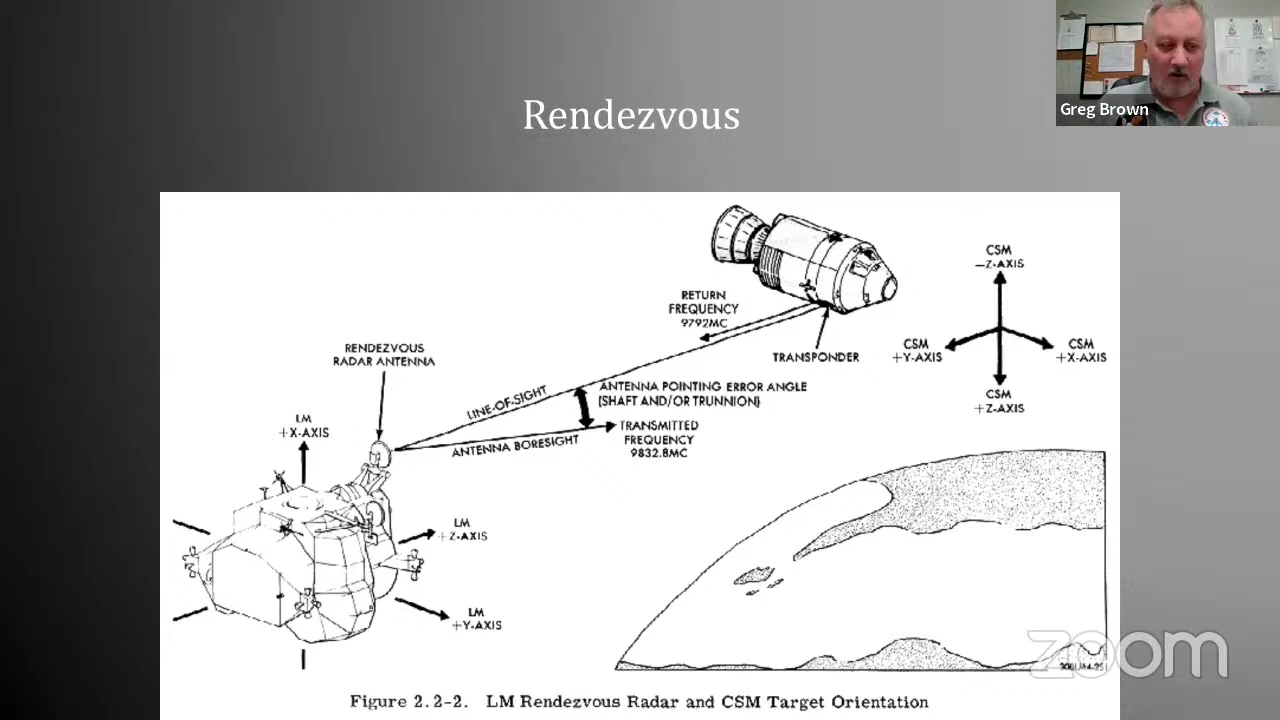 Greg Brown
Rendezvous
CSM
−Z-AXIS
RETURN
FREQUENCY
9792MC
CSM
+Y-AXIS
CSM
+X-AXIS
RENDEZVOUS
RADAR ANTENNA
TRANSPONDER
LINE-OF-SIGHT
ANTENNA POINTING ERROR ANGLE
(SHAFT AND/OR TRUNNION)
CSM
+Z-AXIS
LM
+X-AXIS
TRANSMITTED
FREQUENCY
9832.8MC
ANTENNA BORESIGHT
LM
+Z-AXIS
LM
+Y-AXIS
zoom
Figure 2.2-2. LM Rendezvous Radar and CSM Target Orientation